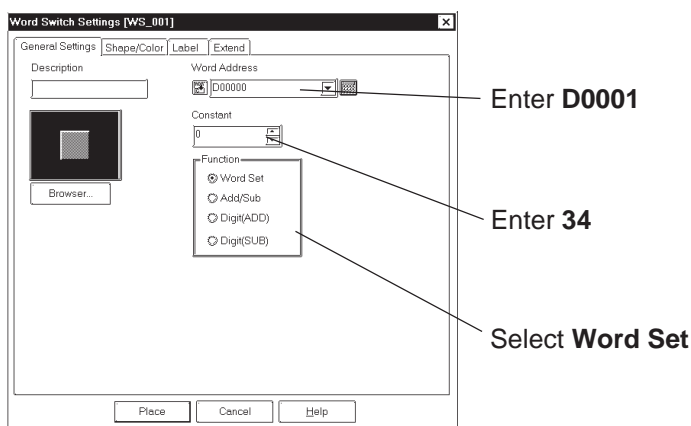 Word Switch Settings [WS_001]
General Settings Shape/Color Label Extend
Description
Word Address
D00000
Enter D0001
Constant
0
Function
Word Set
Browser...
Add/Sub
Enter 34
Digit(ADD)
Digit(SUB)
Select Word Set
Place Cancel Help